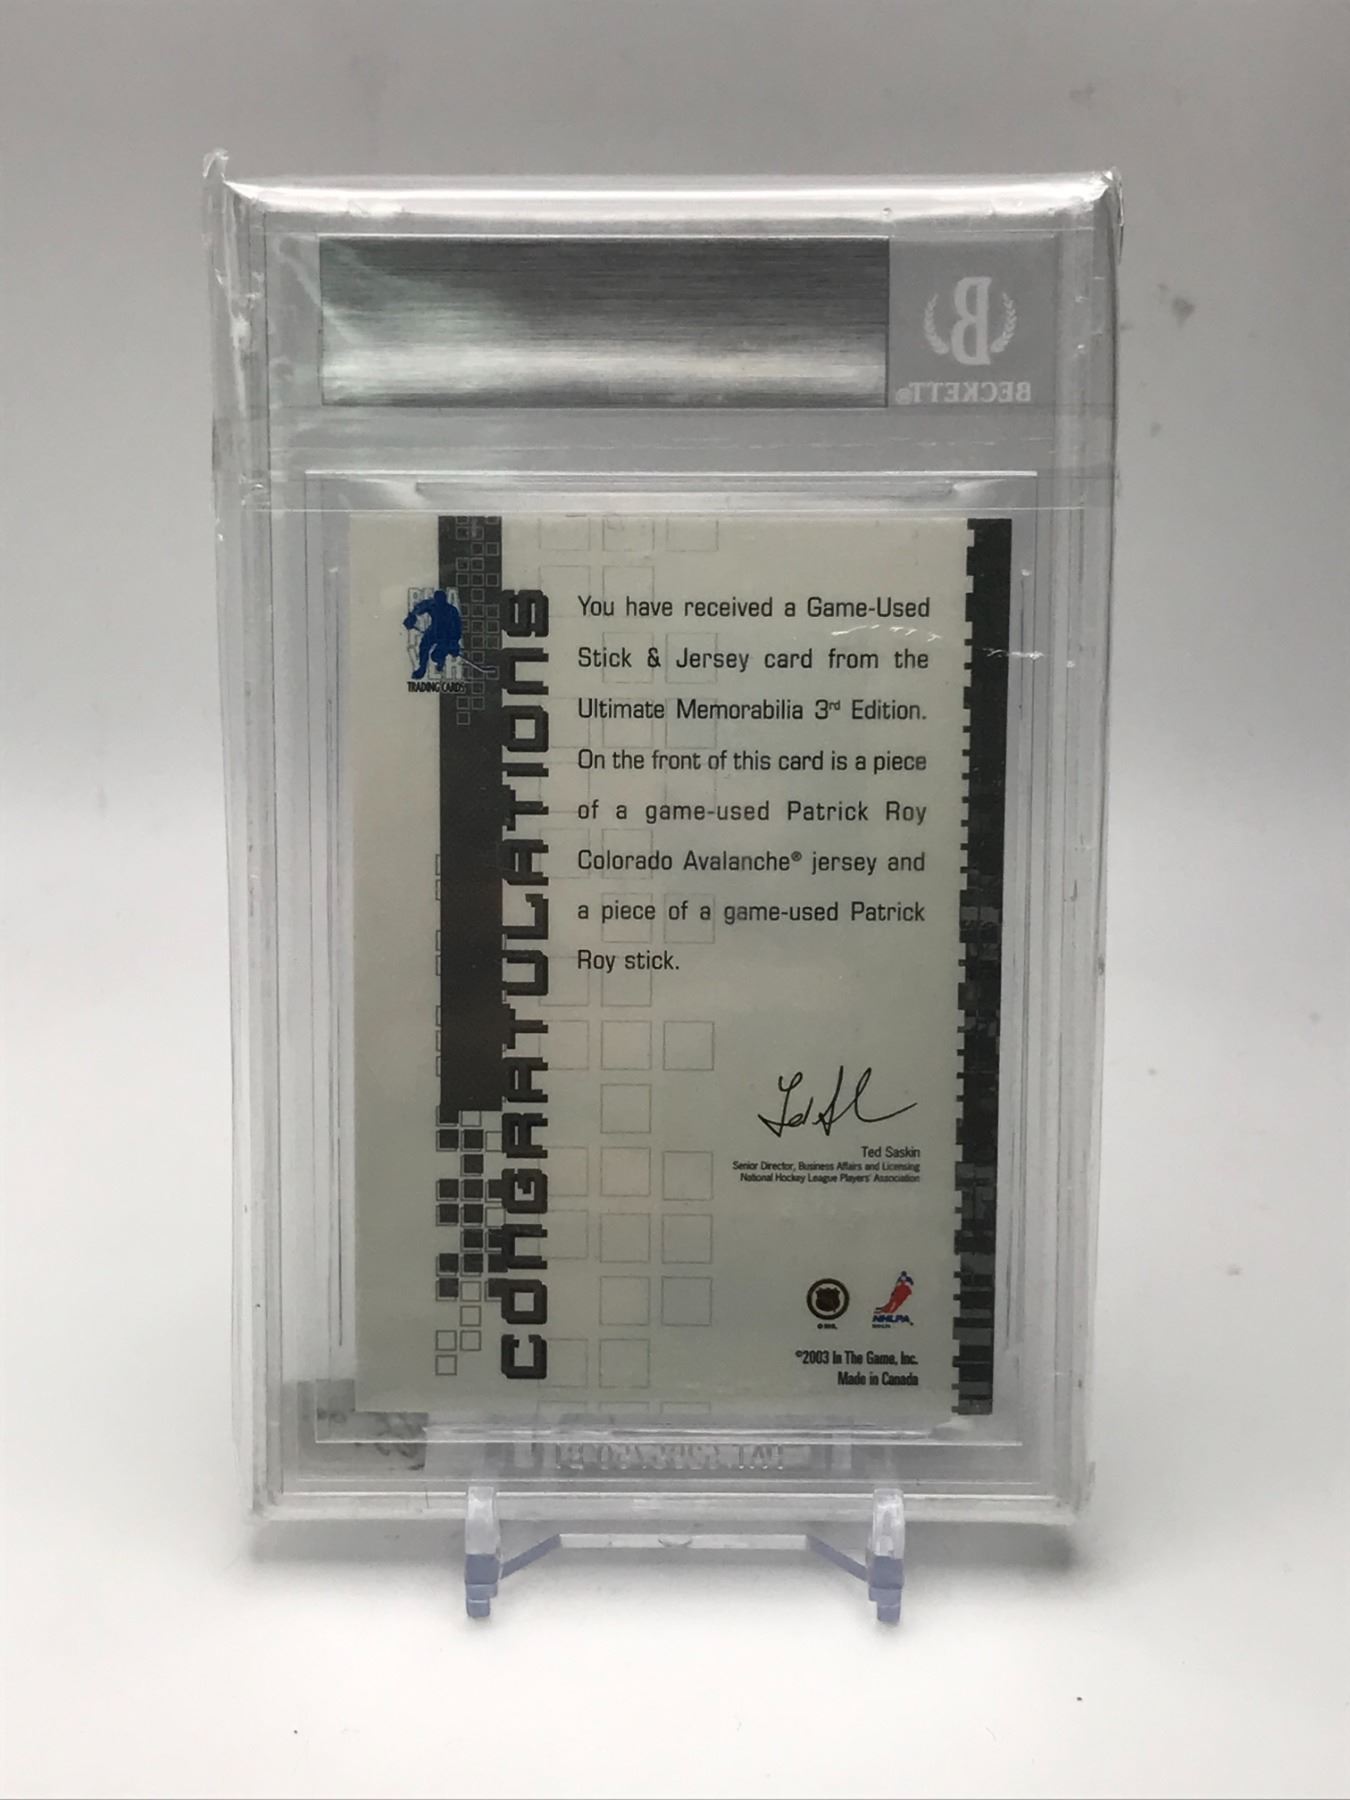 BECKETT®
You have received a Game-Used
Stick & Jersey card from the
Ultimate Memorabilia 3rd Edition.
On the front of this card is a piece
of a game-used Patrick Roy
Colorado Avalanche® jersey and
a piece of a game-used Patrick
Roy stick.
CONGRATULATIONS
TRADING CARDS
Ted Saskin
Senior Director, Business Affairs and Licensing
National Hockey League Players' Association
© NHL
NHLPA
©2003 In The Game, Inc.
Made in Canada